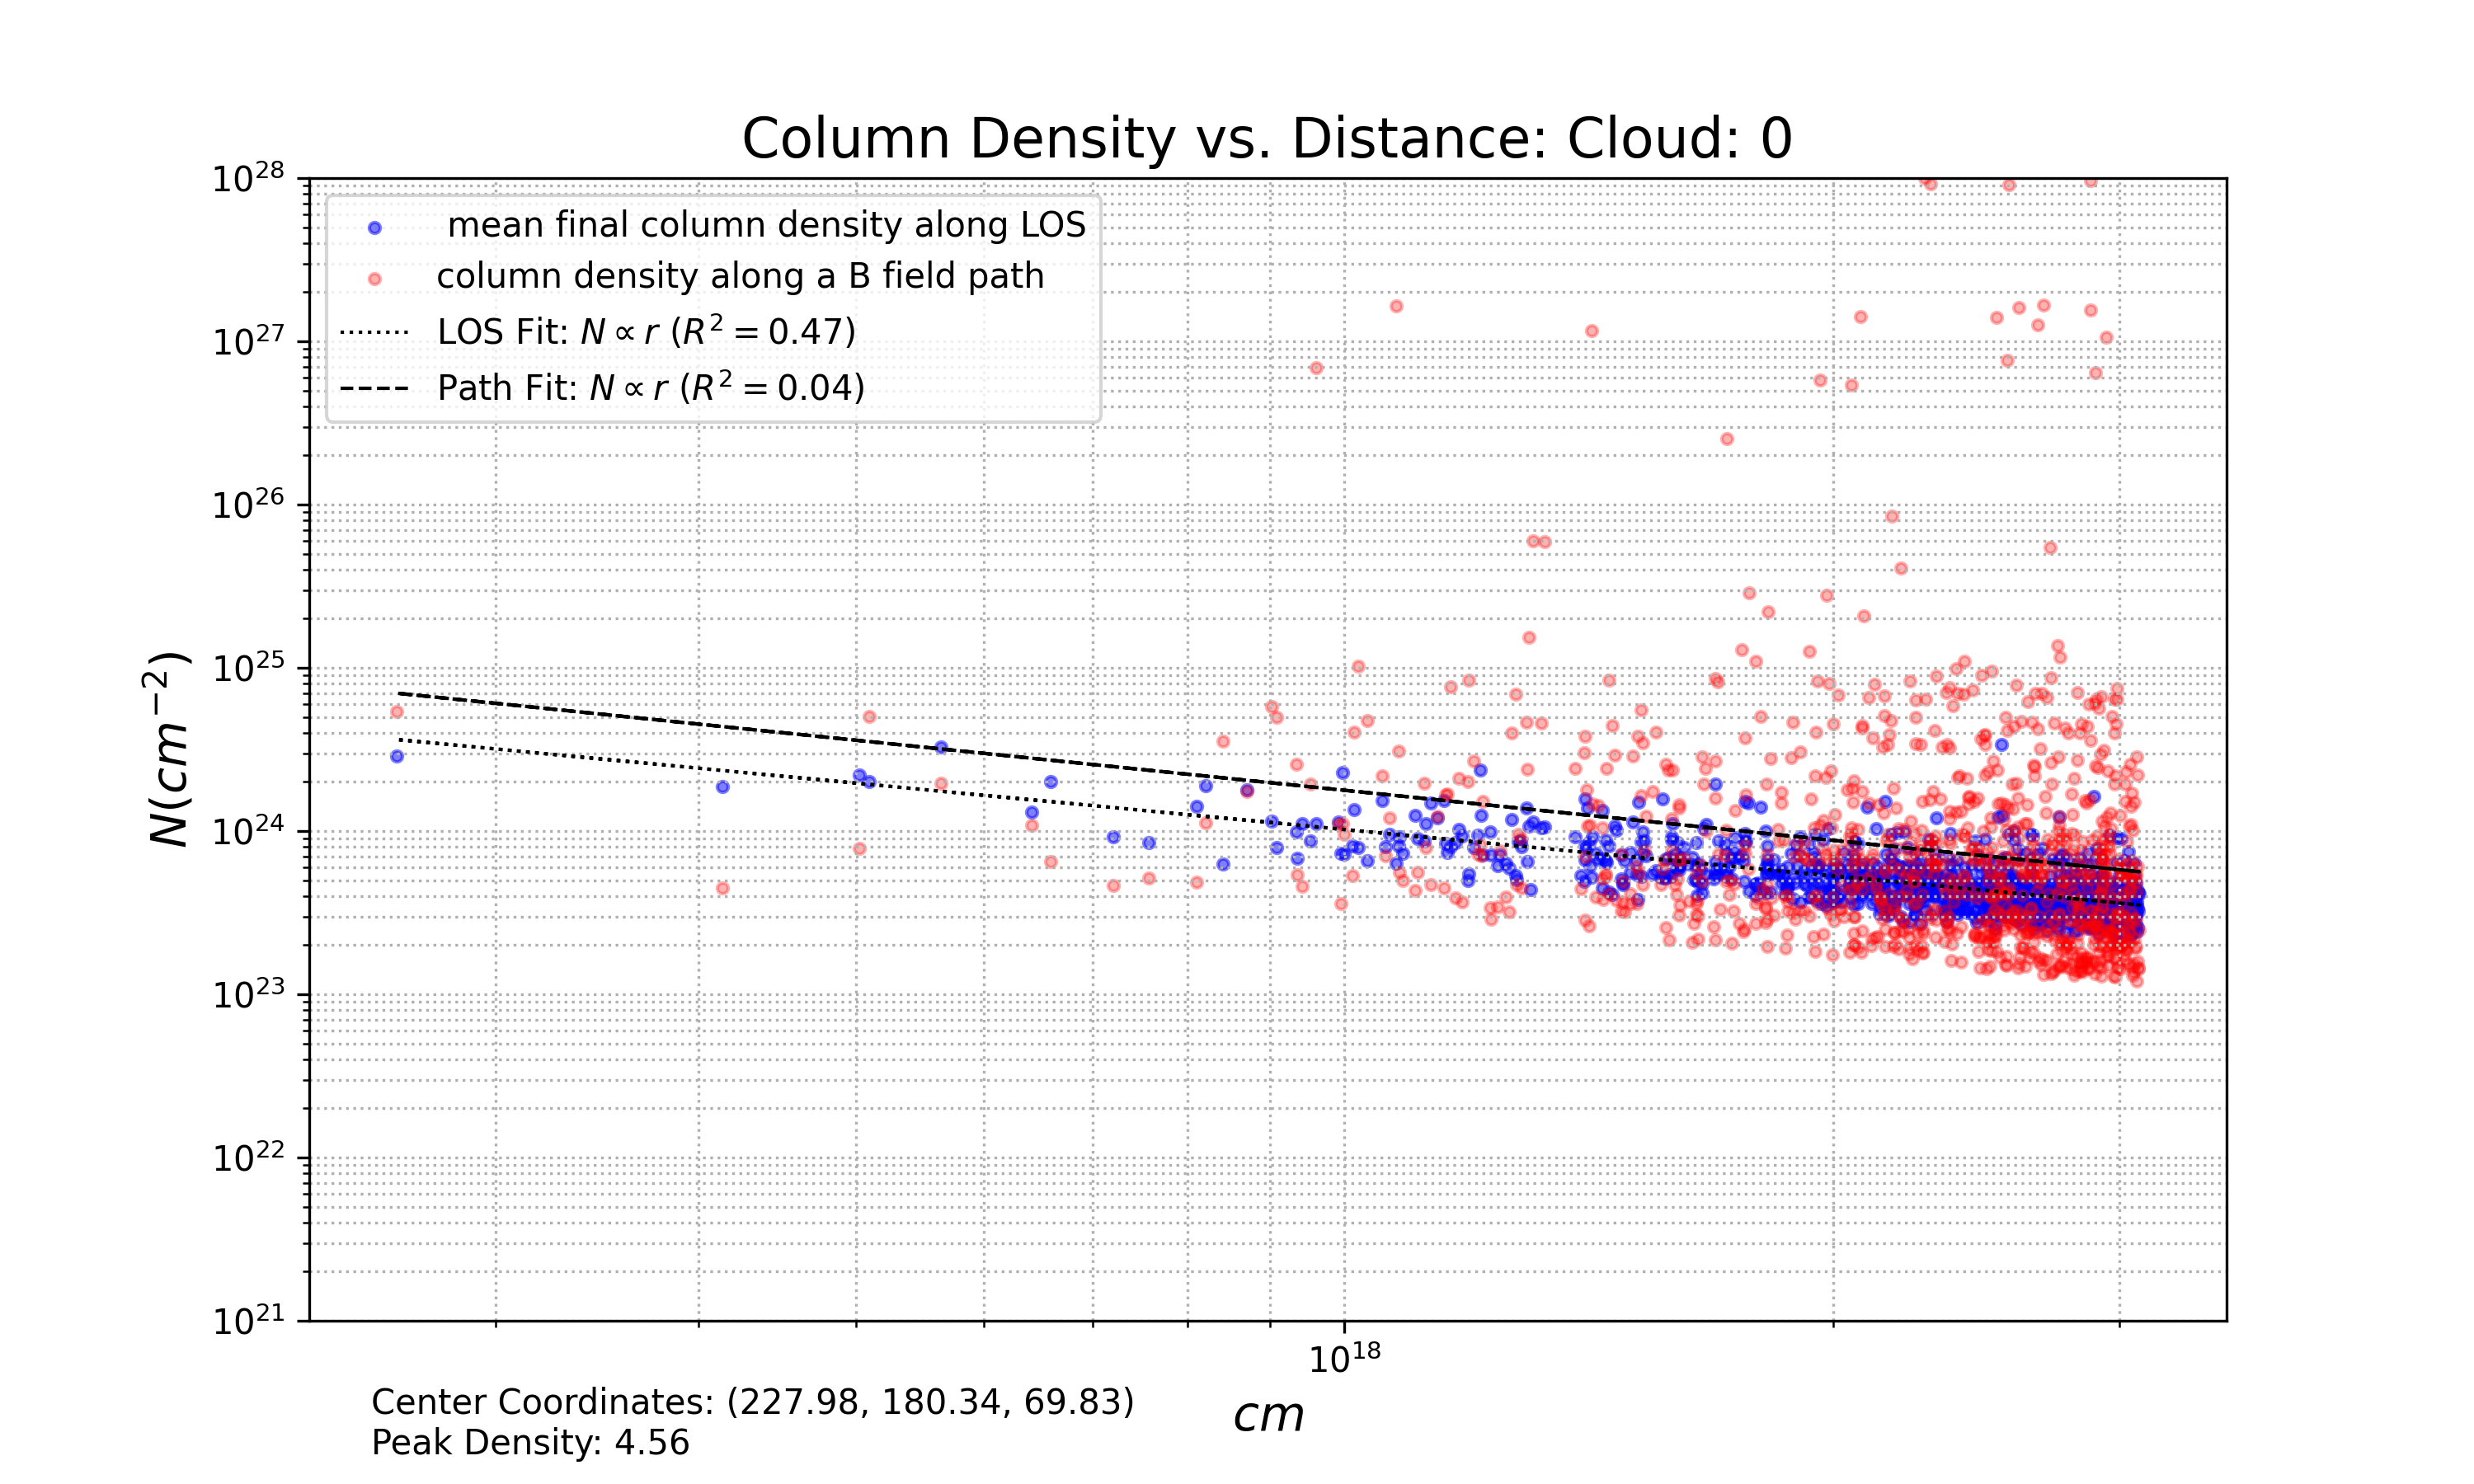 Column Density vs. Distance: Cloud: 0
10^28
10^27
10^26
10^25
10^24
10^23
10^22
10^21
N(cm^−2)
mean final column density along LOS
column density along a B field path
LOS Fit: N ∝ r (R^2 = 0.47)
Path Fit: N ∝ r (R^2 = 0.04)
10^18
cm
Center Coordinates: (227.98, 180.34, 69.83)
Peak Density: 4.56